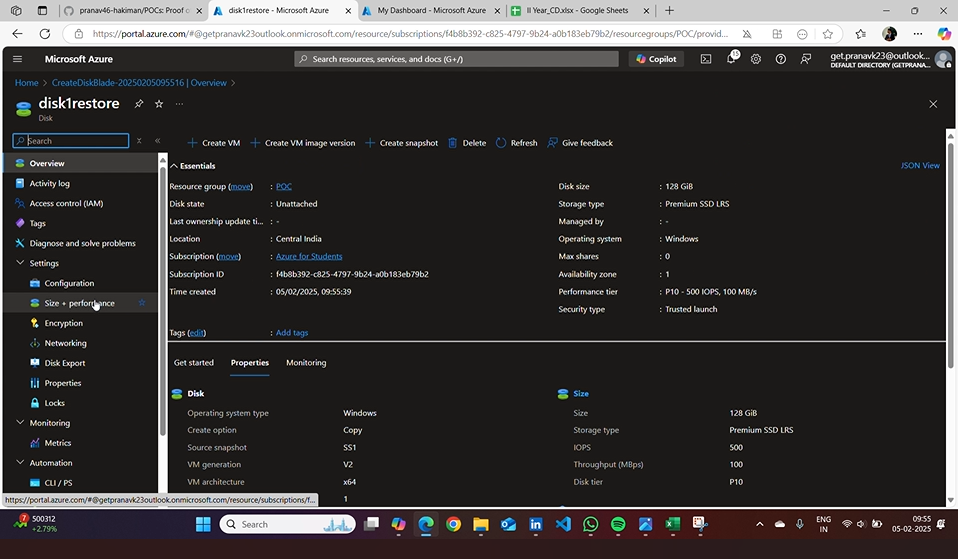 pranav46-hakiman/POCs: Proof o
disk1restore - Microsoft Azure
My Dashboard - Microsoft Azure
II Year_CD.xlsx - Google Sheets
https://portal.azure.com/#@getpranavk23outlook.onmicrosoft.com/resource/subscriptions/f4b8b392-c825-4797-9b24-a0b183eb79b2/resourcegroups/POC/provid...
Microsoft Azure
Search resources, services, and docs (G+/)
Copilot
15
get.pranavk23@outlook....
DEFAULT DIRECTORY (GETPRANA...
Home > CreateDiskBlade-20250205095516 | Overview >
disk1restore
Disk
Search
Create VM
Create VM image version
Create snapshot
Delete
Refresh
Give feedback
Overview
Activity log
Access control (IAM)
Tags
Diagnose and solve problems
Settings
Configuration
Size + performance
Encryption
Networking
Disk Export
Properties
Locks
Monitoring
Metrics
Automation
CLI / PS
Essentials
JSON View
Resource group (move) : POC
Disk state : Unattached
Last ownership update ti... : -
Location : Central India
Subscription (move) : Azure for Students
Subscription ID : f4b8b392-c825-4797-9b24-a0b183eb79b2
Time created : 05/02/2025, 09:55:39
Disk size : 128 GiB
Storage type : Premium SSD LRS
Managed by : -
Operating system : Windows
Max shares : 0
Availability zone : 1
Performance tier : P10 - 500 IOPS, 100 MB/s
Security type : Trusted launch
Tags (edit) : Add tags
Get started
Properties
Monitoring
Disk
Operating system type Windows
Create option Copy
Source snapshot SS1
VM generation V2
VM architecture x64
1
Size
Size 128 GiB
Storage type Premium SSD LRS
IOPS 500
Throughput (MBps) 100
Disk tier P10
https://portal.azure.com/#@getpranavk23outlook.onmicrosoft.com/resource/subscriptions/f...
7
500312
+2.79%
Search
ENG
IN
09:55
05-02-2025